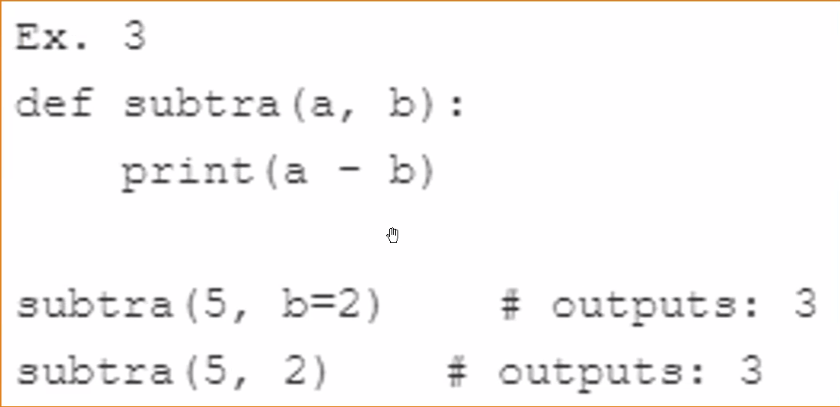 Ex. 3
def subtra(a, b):
    print(a - b)
subtra(5, b=2)    # outputs: 3
subtra(5, 2)    # outputs: 3